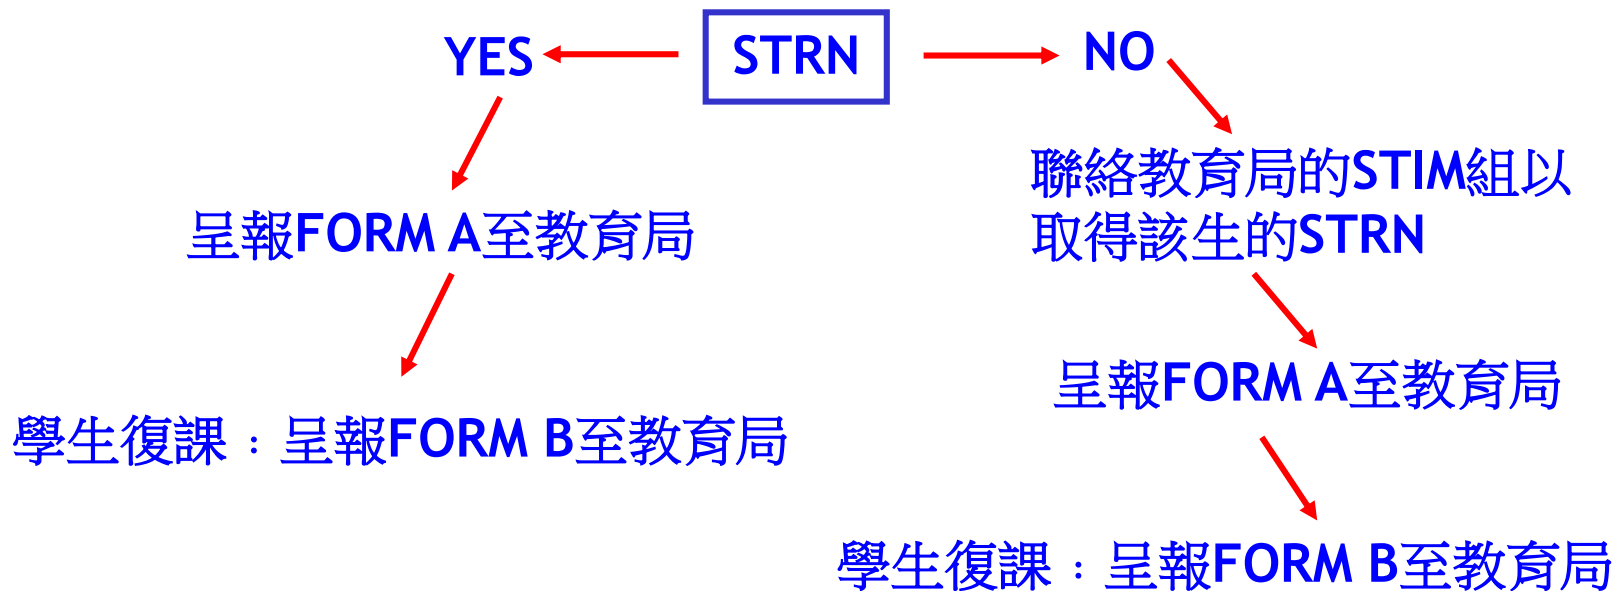 STRN
YES
呈報FORM A至教育局
學生復課：呈報FORM B至教育局
NO
聯絡教育局的STIM組以
取得該生的STRN
呈報FORM A至教育局
學生復課：呈報FORM B至教育局